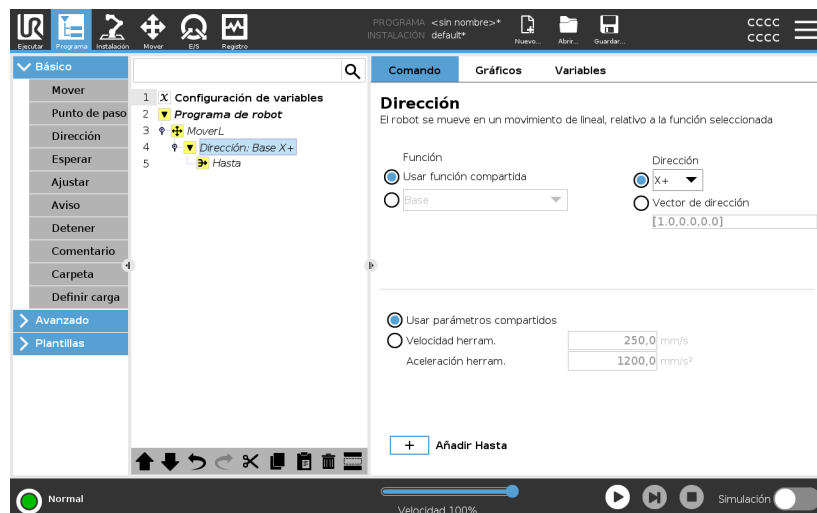 UR
PROGRAMA <sin nombre>*
INSTALACIÓN default*
Ejecutar Programa Instalación Mover E/S Registro
Nuevo... Abrir... Guardar...
CCCC
CCCC
Básico
Mover
Punto de paso
Dirección
Esperar
Ajustar
Aviso
Detener
Comentario
Carpeta
Definir carga
Avanzado
Plantillas
1 X Configuración de variables
2 Programa de robot
3 MoverL
4 Dirección: Base X+
5 Hasta
Comando Gráficos Variables
Dirección
El robot se mueve en un movimiento de lineal, relativo a la función seleccionada
Función
Usar función compartida
Base
Dirección
X+
Vector de dirección
[1.0,0.0,0.0]
Usar parámetros compartidos
Velocidad herram. 250,0 mm/s
Aceleración herram. 1200,0 mm/s²
+ Añadir Hasta
Normal
Velocidad 100%
Simulación